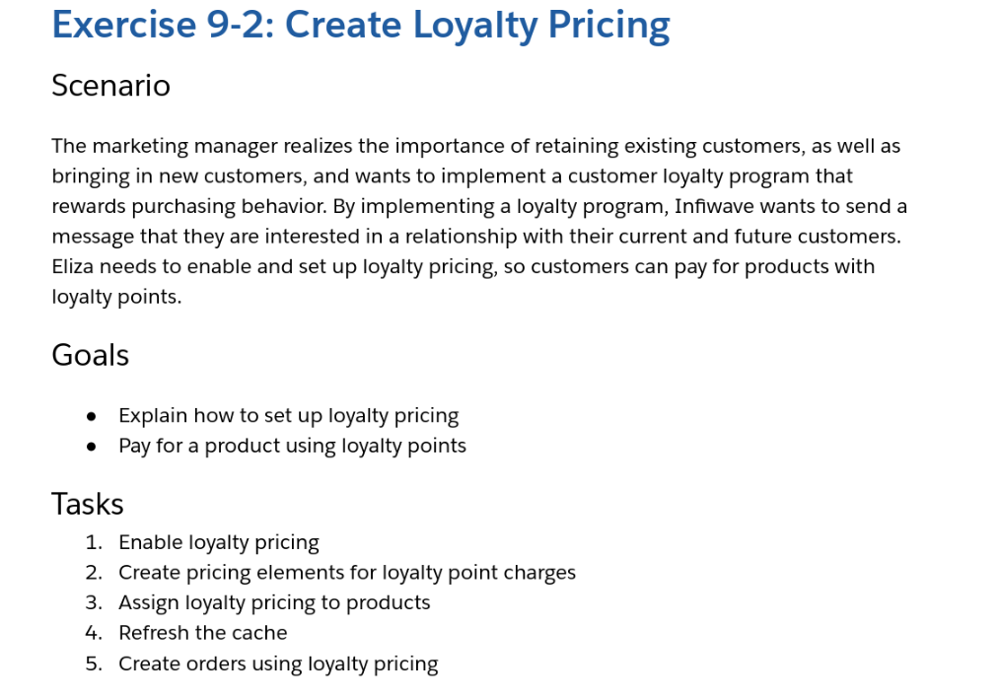 Exercise 9-2: Create Loyalty Pricing
Scenario
The marketing manager realizes the importance of retaining existing customers, as well as
bringing in new customers, and wants to implement a customer loyalty program that
rewards purchasing behavior. By implementing a loyalty program, Infiwave wants to send a
message that they are interested in a relationship with their current and future customers.
Eliza needs to enable and set up loyalty pricing, so customers can pay for products with
loyalty points.
Goals
● Explain how to set up loyalty pricing
● Pay for a product using loyalty points
Tasks
1. Enable loyalty pricing
2. Create pricing elements for loyalty point charges
3. Assign loyalty pricing to products
4. Refresh the cache
5. Create orders using loyalty pricing